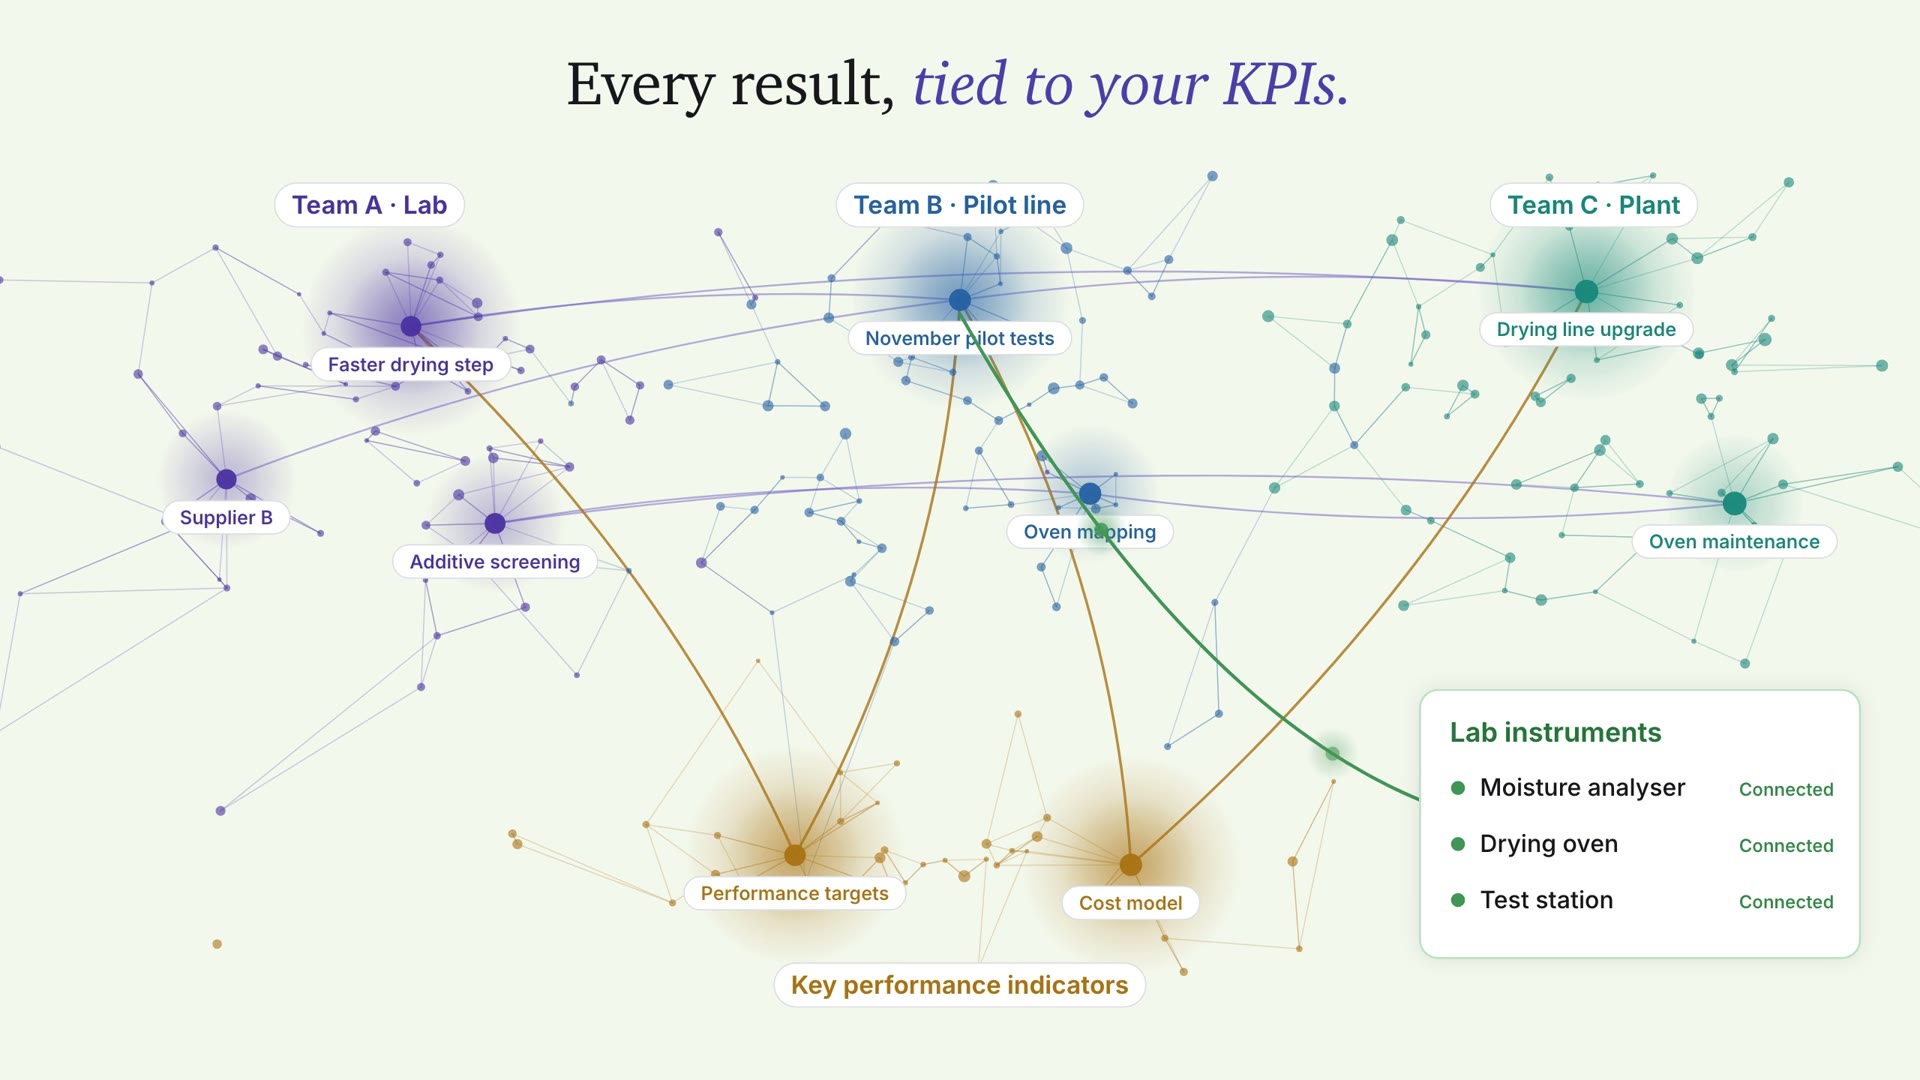 Every result, tied to your KPIs.
Team A · Lab
Team B · Pilot line
Team C · Plant
Faster drying step
November pilot tests
Drying line upgrade
Supplier B
Additive screening
Oven mapping
Oven maintenance
Performance targets
Cost model
Key performance indicators
Lab instruments
Moisture analyser Connected
Drying oven Connected
Test station Connected